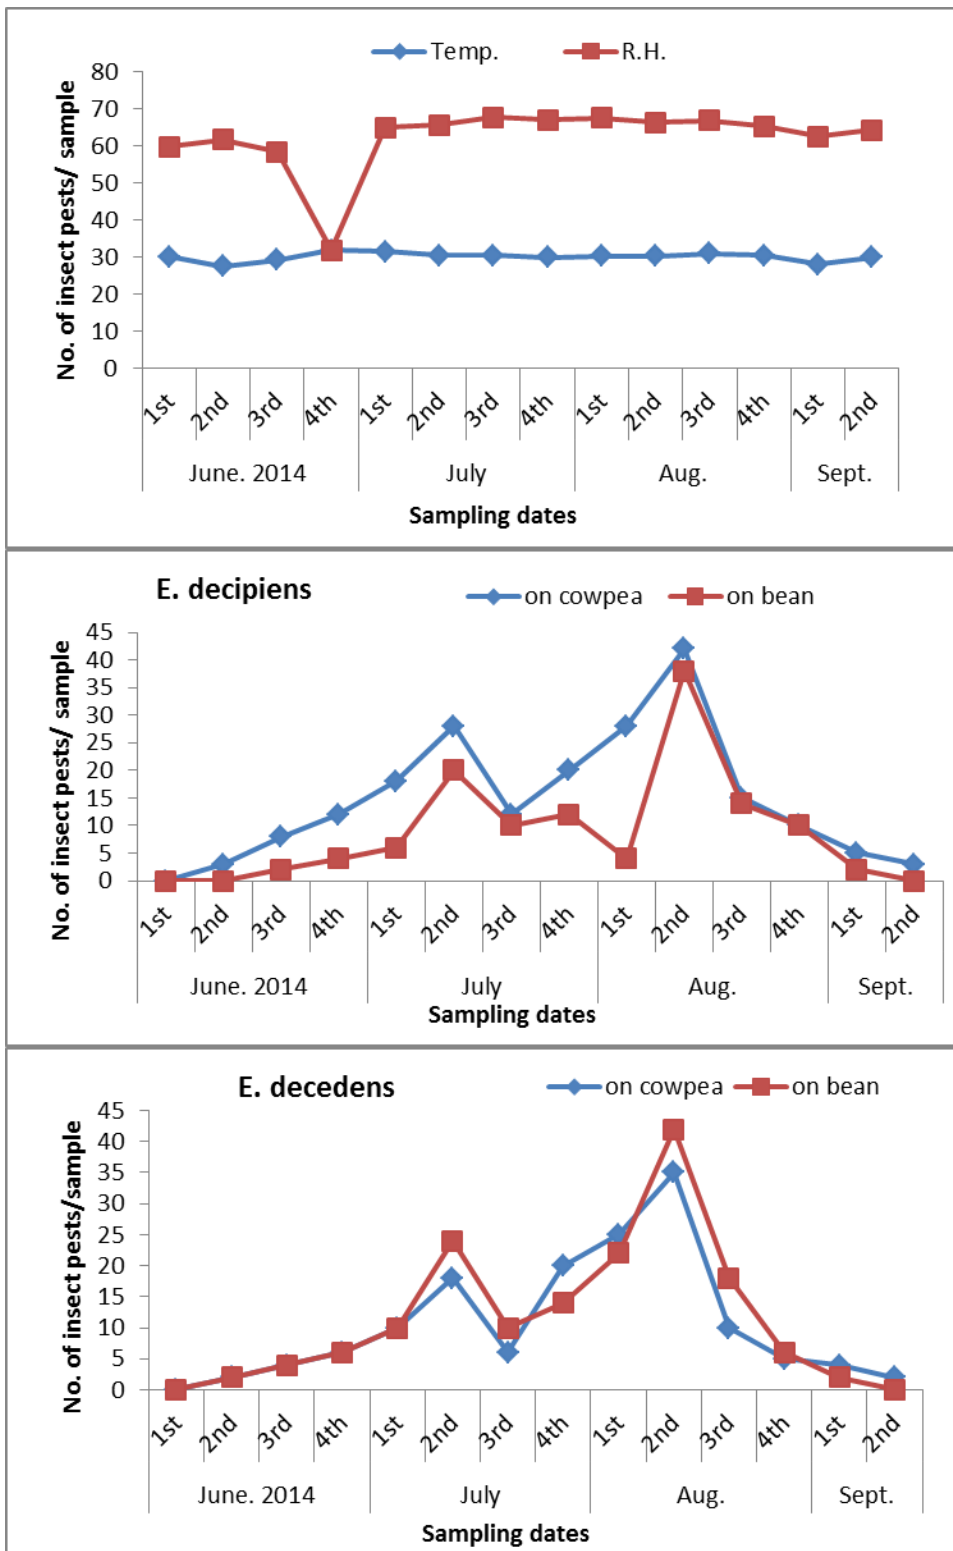 Temp. R.H.
No. of insect pests/ sample
80
70
60
50
40
30
20
10
0
1st 2nd 3rd 4th 1st 2nd 3rd 4th 1st 2nd 3rd 4th 1st 2nd
June. 2014 July Aug. Sept.
Sampling dates
E. decipiens
on cowpea on bean
No. of insect pests/ sample
45
40
35
30
25
20
15
10
5
0
1st 2nd 3rd 4th 1st 2nd 3rd 4th 1st 2nd 3rd 4th 1st 2nd
June. 2014 July Aug. Sept.
Sampling dates
E. decedens
on cowpea on bean
No. of insect pests/sample
45
40
35
30
25
20
15
10
5
0
1st 2nd 3rd 4th 1st 2nd 3rd 4th 1st 2nd 3rd 4th 1st 2nd
June. 2014 July Aug. Sept.
Sampling dates